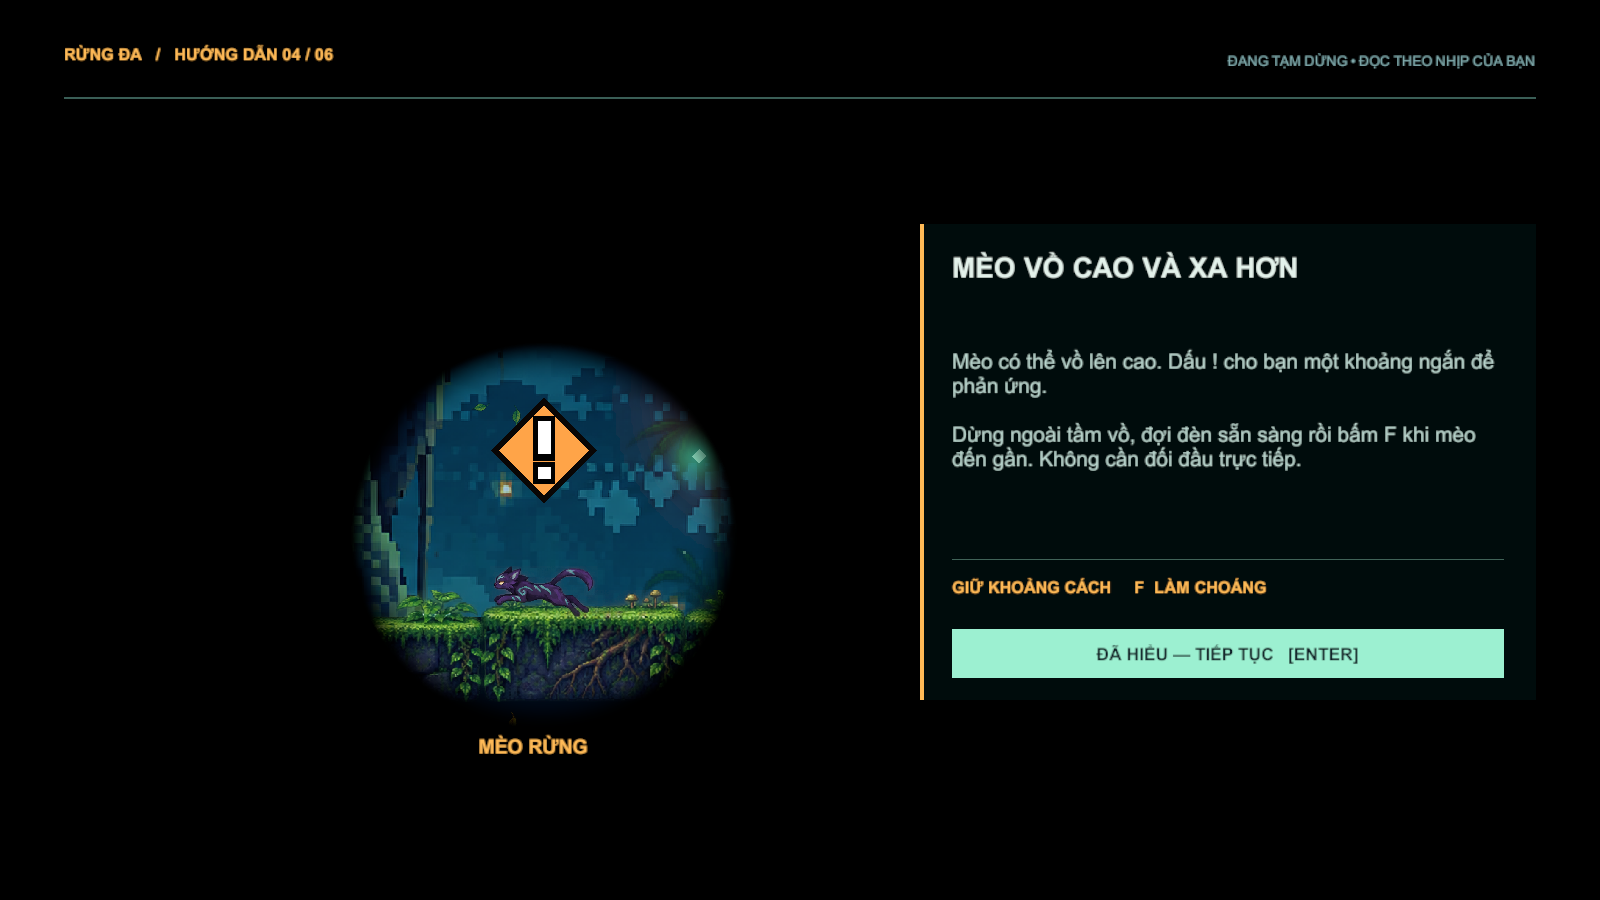 RỪNG ĐA / HƯỚNG DẪN 04 / 06
ĐANG TẠM DỪNG • ĐỌC THEO NHỊP CỦA BẠN
MÈO VỒ CAO VÀ XA HƠN
Mèo có thể vồ lên cao. Dấu ! cho bạn một khoảng ngắn để
phản ứng.
Dừng ngoài tầm vồ, đợi đèn sẵn sàng rồi bấm F khi mèo
đến gần. Không cần đối đầu trực tiếp.
GIỮ KHOẢNG CÁCH F LÀM CHOÁNG
ĐÃ HIỂU — TIẾP TỤC [ENTER]
!
MÈO RỪNG